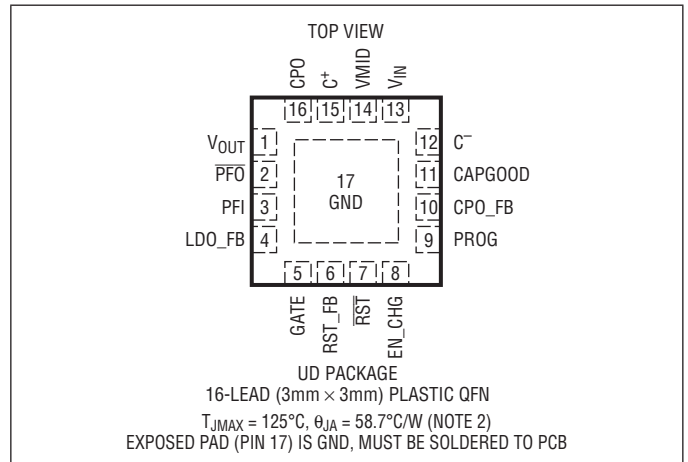 TOP VIEW
CPO
C+
VMID
VIN
16 15 14 13
VOUT 1
PFO 2
PFI 3
LDO_FB 4
17
GND
12 C–
11 CAPGOOD
10 CPO_FB
9 PROG
5 6 7 8
GATE
RST_FB
RST
EN_CHG
UD PACKAGE
16-LEAD (3mm × 3mm) PLASTIC QFN
TJMAX = 125°C, θJA = 58.7°C/W (NOTE 2)
EXPOSED PAD (PIN 17) IS GND, MUST BE SOLDERED TO PCB